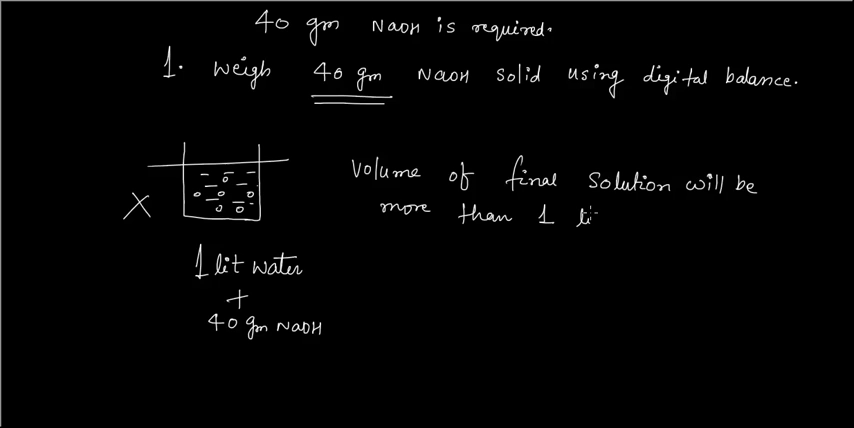 40 gm NaOH is required.
1. Weigh 40 gm NaOH solid using digital balance.
Volume of final solution will be
more than 1 lit
X
1 lit water
+
40 gm NaOH